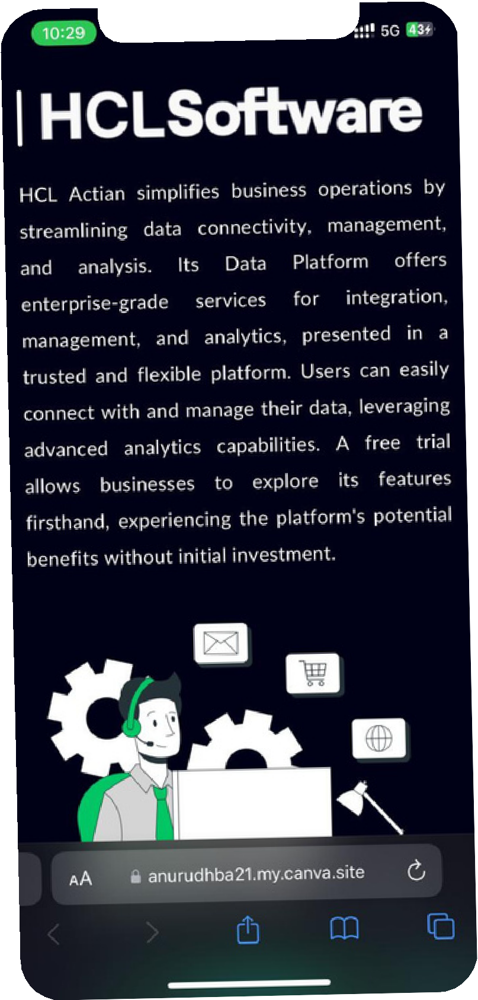 10:29
5G 43
HCLSoftware
HCL Actian simplifies business operations by
streamlining data connectivity, management,
and analysis. Its Data Platform offers
enterprise-grade services for integration,
management, and analytics, presented in a
trusted and flexible platform. Users can easily
connect with and manage their data, leveraging
advanced analytics capabilities. A free trial
allows businesses to explore its features
firsthand, experiencing the platform's potential
benefits without initial investment.
AA anurudhba21.my.canva.site